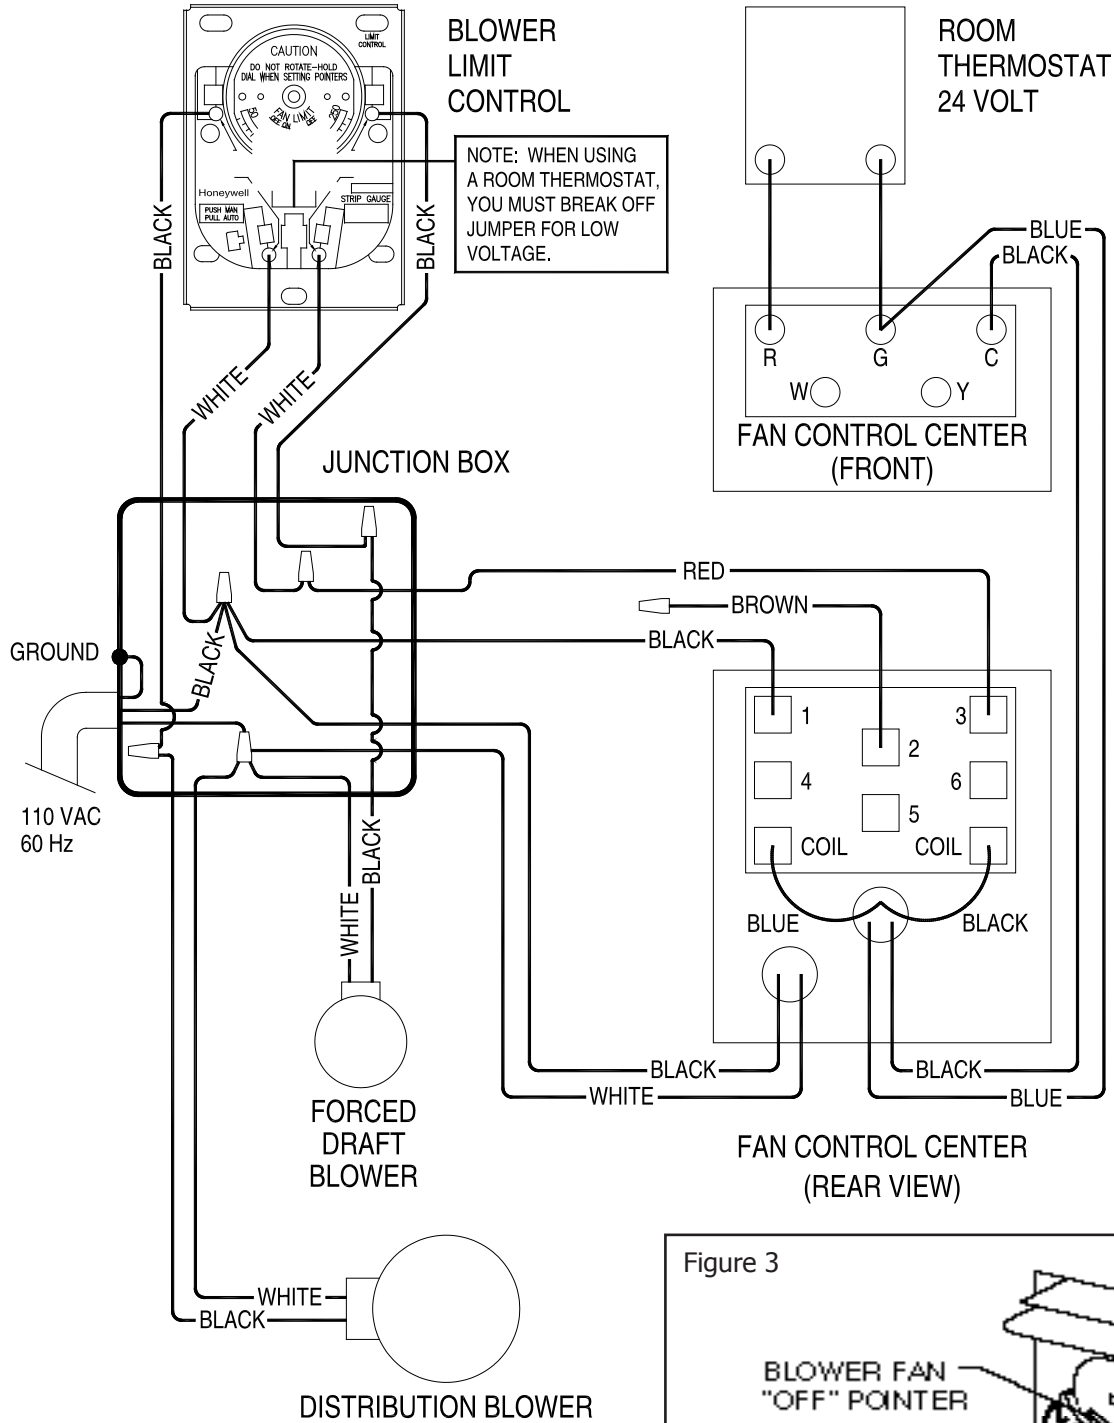 BLOWER
LIMIT
CONTROL
ROOM
THERMOSTAT
24 VOLT
LIMIT
CONTROL
CAUTION
DO NOT ROTATE-HOLD
DIAL WHEN SETTING POINTERS
50
250
FAN LIMIT
OFF ON OFF
Honeywell
PUSH MAN
PULL AUTO
STRIP GAUGE
NOTE: WHEN USING
A ROOM THERMOSTAT,
YOU MUST BREAK OFF
JUMPER FOR LOW
VOLTAGE.
BLACK
BLACK
BLUE
BLACK
R
G
C
W
Y
FAN CONTROL CENTER
(FRONT)
WHITE
WHITE
JUNCTION BOX
RED
BROWN
BLACK
GROUND
BLACK
110 VAC
60 Hz
1
3
2
4
6
5
COIL
COIL
BLUE
BLACK
WHITE
BLACK
BLACK
WHITE
BLACK
BLUE
FORCED
DRAFT
BLOWER
FAN CONTROL CENTER
(REAR VIEW)
WHITE
BLACK
DISTRIBUTION BLOWER
Figure 3
BLOWER FAN
"OFF" POINTER